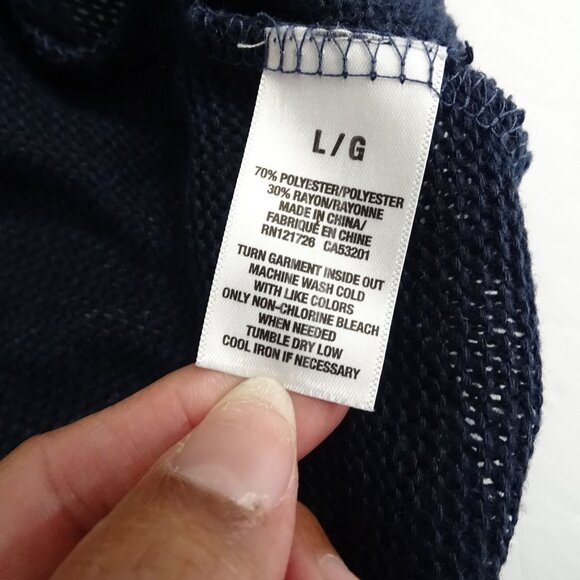 L/G
70% POLYESTER/POLYESTER
30% RAYON/RAYONNE
MADE IN CHINA/
FABRIQUÉ EN CHINE
RN121726 CA53201
TURN GARMENT INSIDE OUT
MACHINE WASH COLD
WITH LIKE COLORS
ONLY NON-CHLORINE BLEACH
WHEN NEEDED
TUMBLE DRY LOW
COOL IRON IF NECESSARY